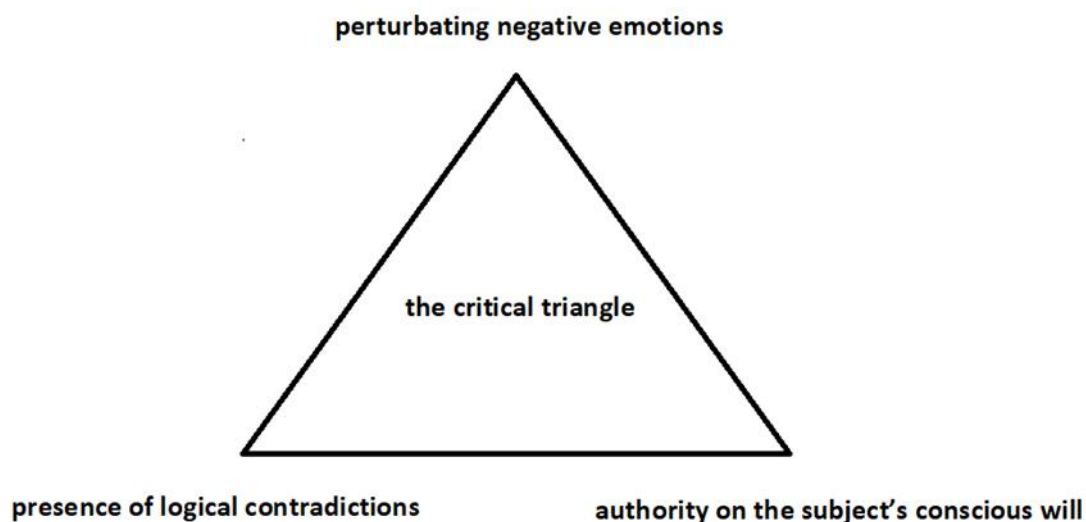 perturbating negative emotions
the critical triangle
presence of logical contradictions
authority on the subject's conscious will